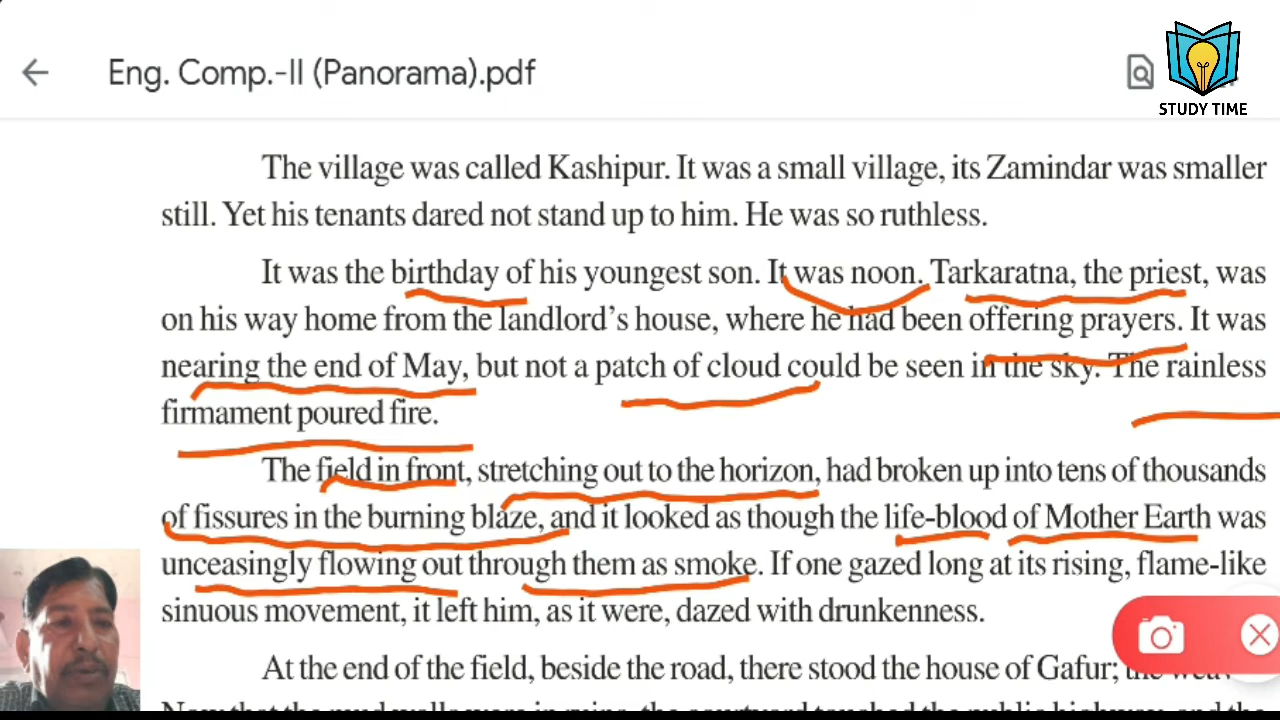 Eng. Comp.-II (Panorama).pdf
STUDY TIME
The village was called Kashipur. It was a small village, its Zamindar was smaller
still. Yet his tenants dared not stand up to him. He was so ruthless.
It was the birthday of his youngest son. It was noon. Tarkaratna, the priest, was
on his way home from the landlord's house, where he had been offering prayers. It was
nearing the end of May, but not a patch of cloud could be seen in the sky. The rainless
firmament poured fire.
The field in front, stretching out to the horizon, had broken up into tens of thousands
of fissures in the burning blaze, and it looked as though the life-blood of Mother Earth was
unceasingly flowing out through them as smoke. If one gazed long at its rising, flame-like
sinuous movement, it left him, as it were, dazed with drunkenness.
At the end of the field, beside the road, there stood the house of Gafur;